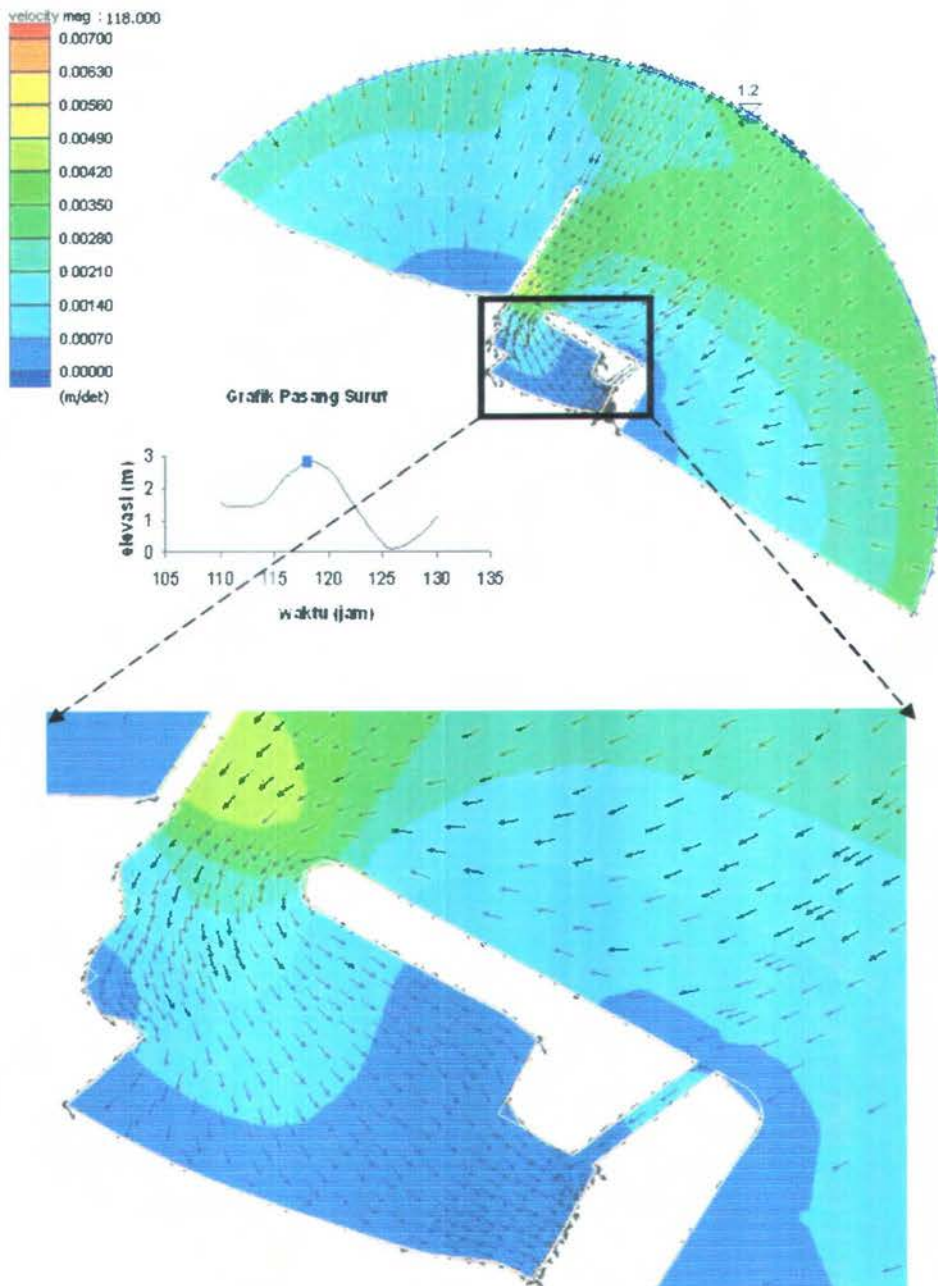 velocity mag : 118.000
0.00700
0.00630
0.00560
0.00490
0.00420
0.00350
0.00280
0.00210
0.00140
0.00070
0.00000
(m/det)
1.2
Grafik Pasang Surut
elevasi (m)
3
2
1
0
105 110 115 120 125 130 135
Waktu (jam)